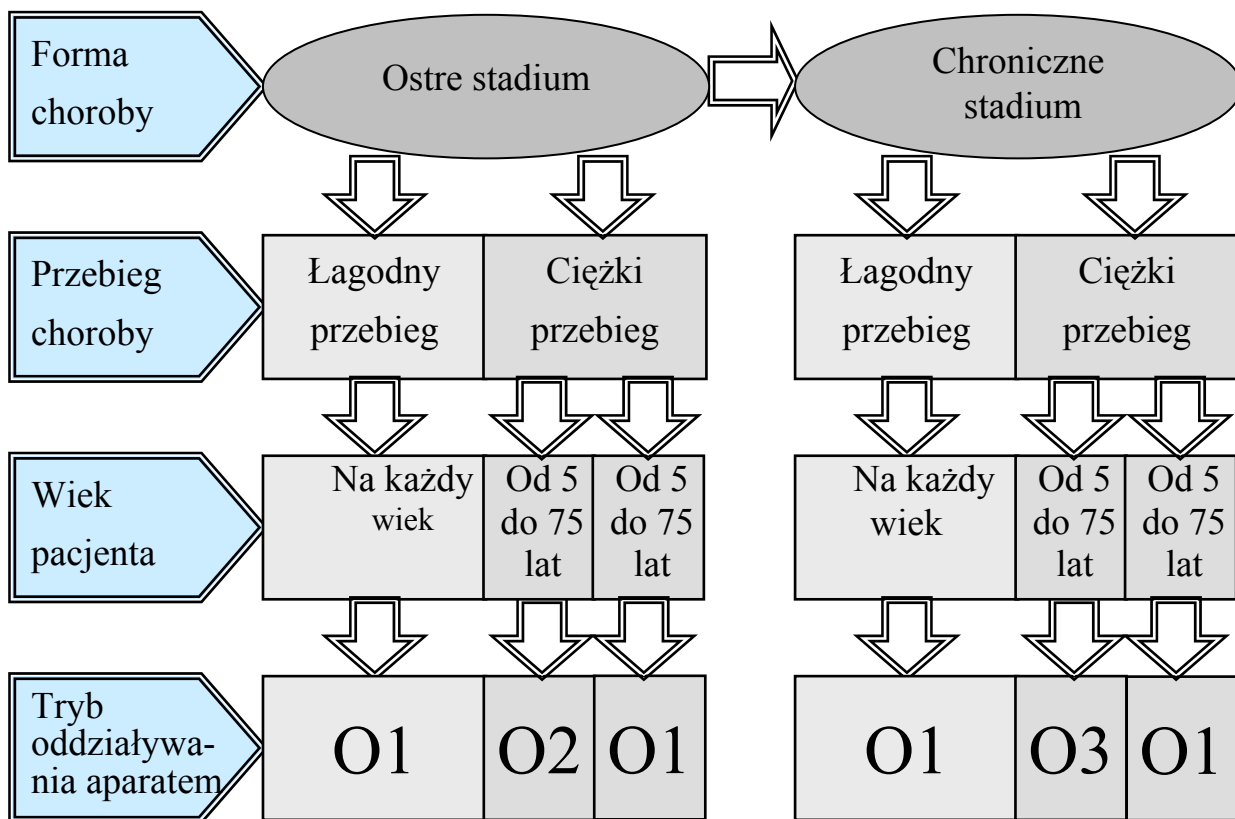 Forma
choroby
Ostre stadium
Chroniczne
stadium
Przebieg
choroby
Łagodny
przebieg
Ciężki
przebieg
Łagodny
przebieg
Ciężki
przebieg
Wiek
pacjenta
Na każdy
wiek
Od 5
do 75
lat
Od 5
do 75
lat
Na każdy
wiek
Od 5
do 75
lat
Od 5
do 75
lat
Tryb
oddziaływa-
nia aparatem
O1
O2
O1
O1
O3
O1